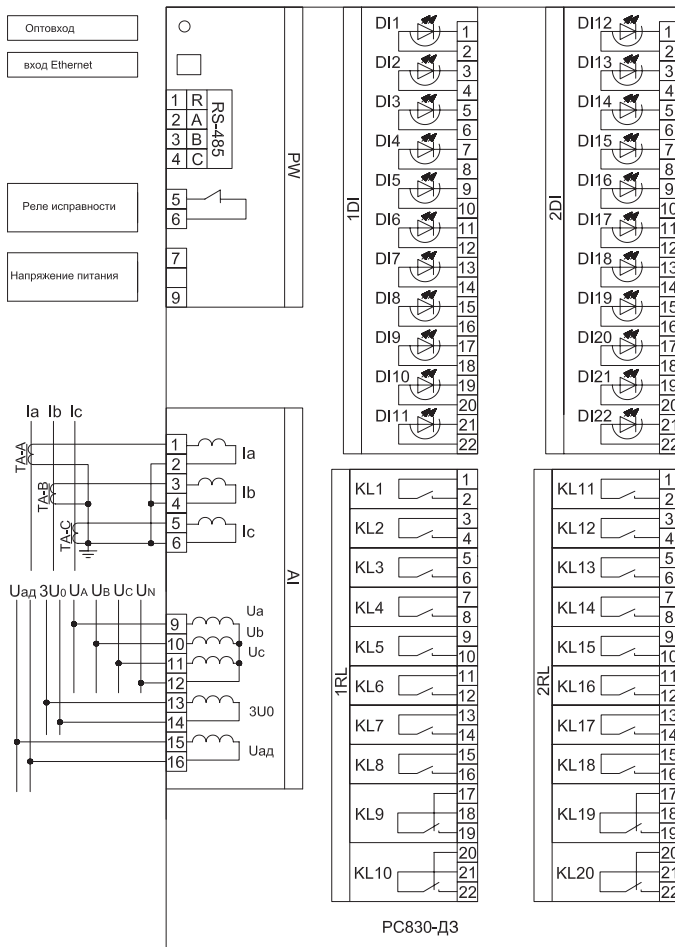 Оптовход
вход Ethernet
1 R
2 A
3 B
4 C
RS-485
Реле исправности
5
6
Напряжение питания
7
9
PW
1DI
DI1 1
2
DI2 3
4
DI3 5
6
DI4 7
8
DI5 9
10
DI6 11
12
DI7 13
14
DI8 15
16
DI9 17
18
DI10 19
20
DI11 21
22
2DI
DI12 1
2
DI13 3
4
DI14 5
6
DI15 7
8
DI16 9
10
DI17 11
12
DI18 13
14
DI19 15
16
DI20 17
18
DI21 19
20
DI22 21
22
Ia Ib Ic
TA-A
TA-B
TA-C
1
2
Ia
3
4
Ib
5
6
Ic
AI
Uад 3U0 UA UB UC UN
9 Ua
10 Ub
11 Uc
12
13
14
3U0
15
16
Uад
1RL
KL1 1
2
KL2 3
4
KL3 5
6
KL4 7
8
KL5 9
10
KL6 11
12
KL7 13
14
KL8 15
16
KL9 17
18
19
KL10 20
21
22
2RL
KL11 1
2
KL12 3
4
KL13 5
6
KL14 7
8
KL15 9
10
KL16 11
12
KL17 13
14
KL18 15
16
KL19 17
18
19
KL20 20
21
22
РС830-ДЗ